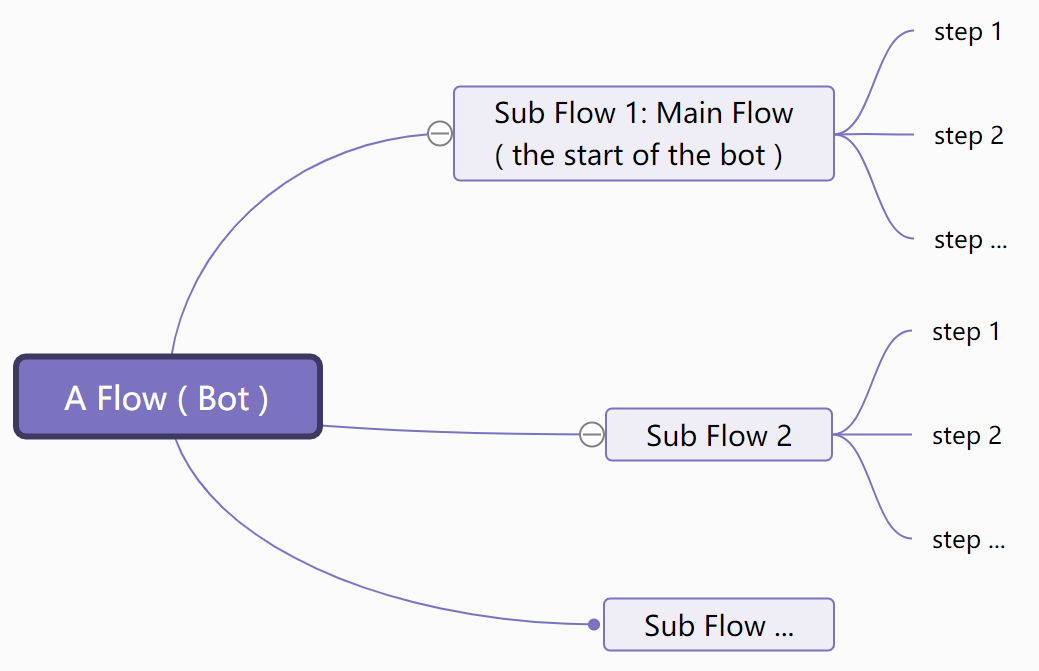 A Flow ( Bot )
Sub Flow 1: Main Flow
( the start of the bot )
step 1
step 2
step ...
Sub Flow 2
step 1
step 2
step ...
Sub Flow ...